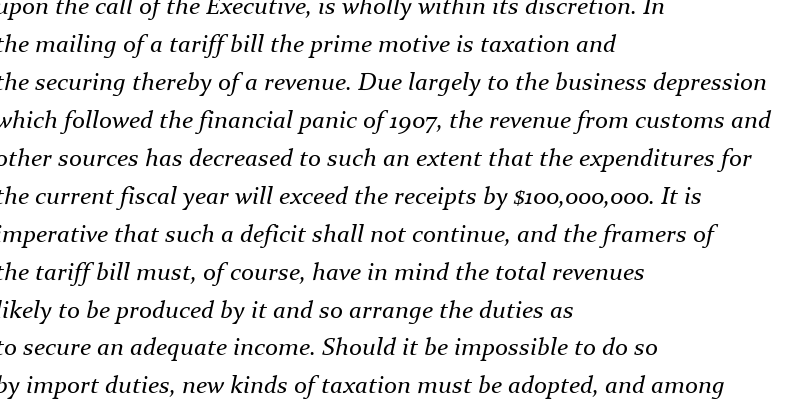 upon the call of the Executive, is wholly within its discretion. In
the mailing of a tariff bill the prime motive is taxation and
the securing thereby of a revenue. Due largely to the business depression
which followed the financial panic of 1907, the revenue from customs and
other sources has decreased to such an extent that the expenditures for
the current fiscal year will exceed the receipts by $100,000,000. It is
imperative that such a deficit shall not continue, and the framers of
the tariff bill must, of course, have in mind the total revenues
likely to be produced by it and so arrange the duties as
to secure an adequate income. Should it be impossible to do so
by import duties, new kinds of taxation must be adopted, and among